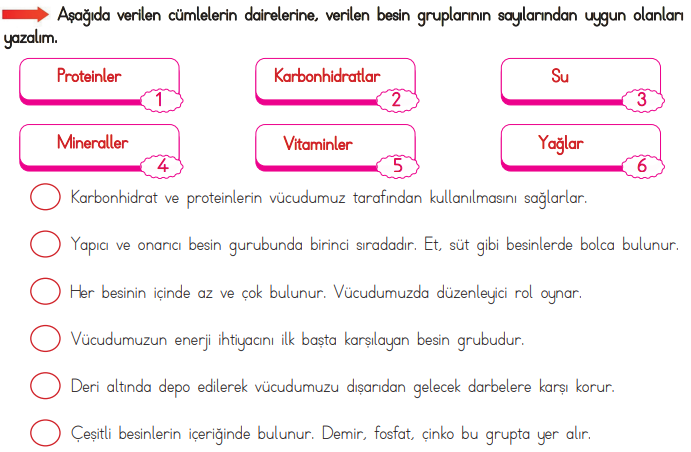 Aşağıda verilen cümlelerin dairelerine, verilen besin gruplarının sayılarından uygun olanları
yazalım.
Proteinler
1
Karbonhidratlar
2
Su
3
Mineraller
4
Vitaminler
5
Yağlar
6
Karbonhidrat ve proteinlerin vücudumuz tarafından kullanılmasını sağlarlar.
Yapıcı ve onarıcı besin gurubunda birinci sıradadır. Et, süt gibi besinlerde bolca bulunur.
Her besinin içinde az ve çok bulunur. Vücudumuzda düzenleyici rol oynar.
Vücudumuzun enerji ihtiyacını ilk başta karşılayan besin grubudur.
Deri altında depo edilerek vücudumuzu dışarıdan gelecek darbelere karşı korur.
Çeşitli besinlerin içeriğinde bulunur. Demir, fosfat, çinko bu grupta yer alır.